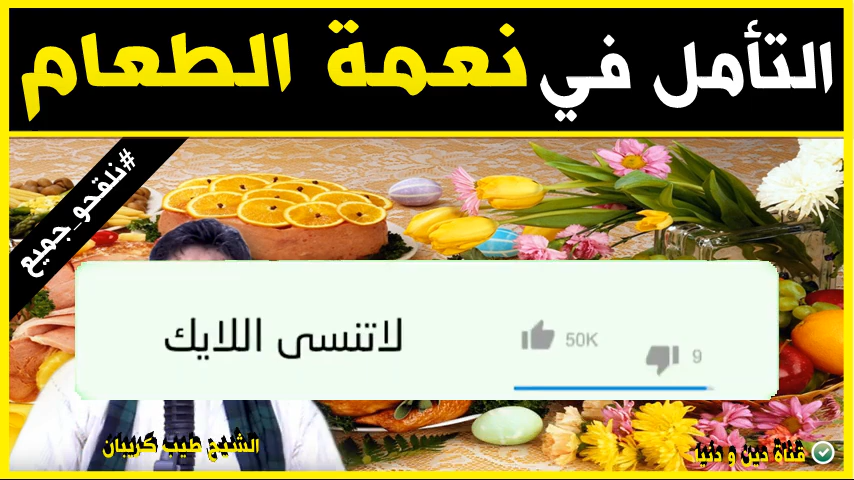 التأمل في نعمة الطعام
#نلقحو_جميع
لاتنسى اللايك
50K
9
الشيخ طيب كريبان
قناة دين و دنيا